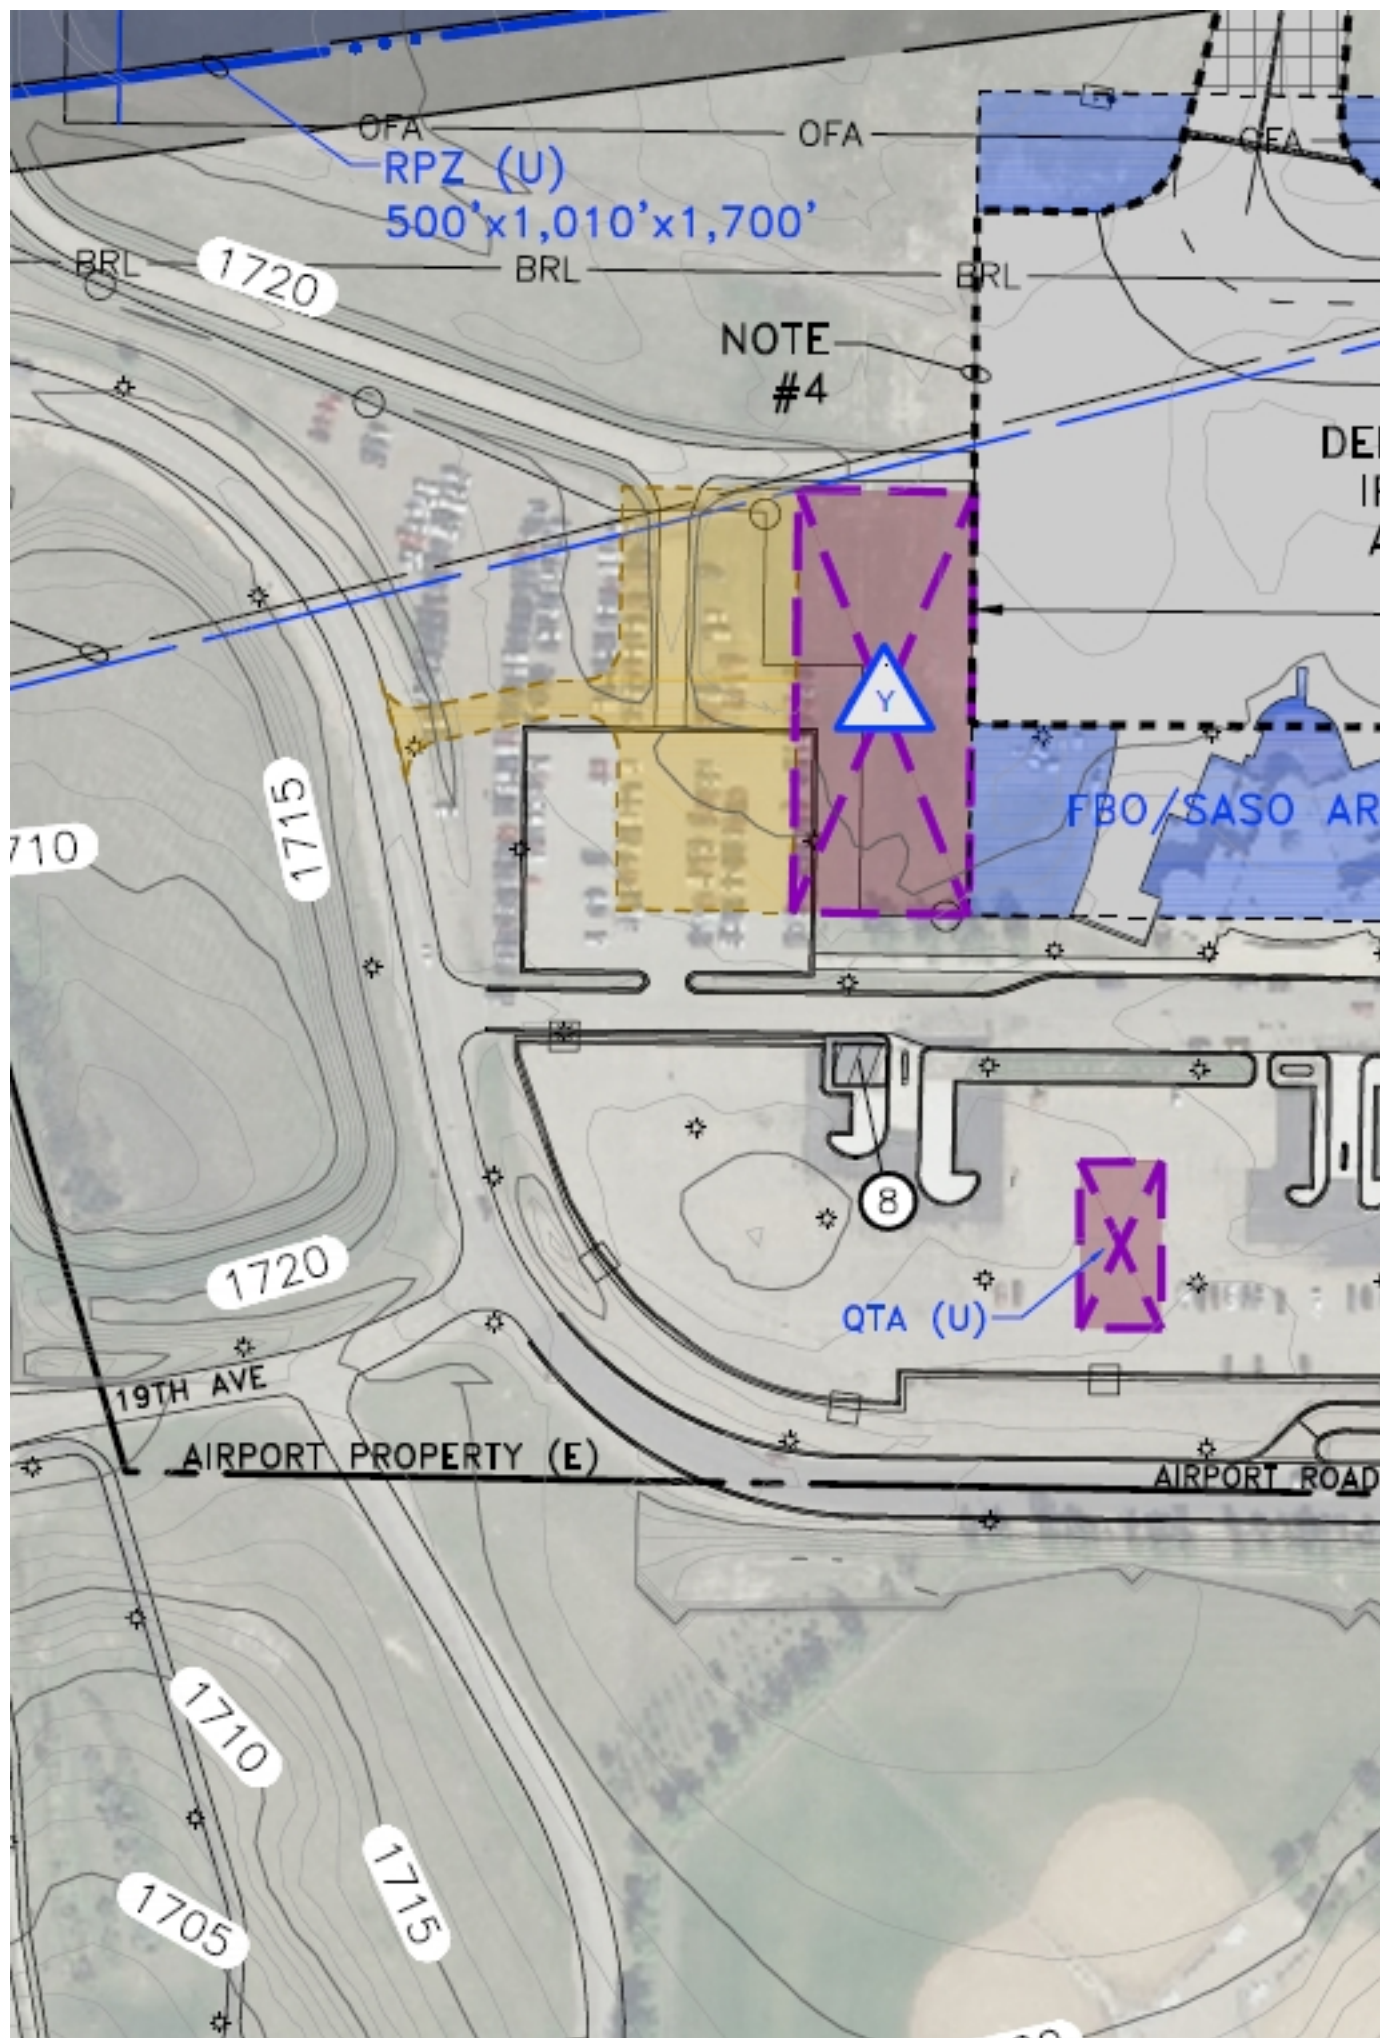 OFA
OFA
OFA
RPZ (U)
500'x1,010'x1,700'
BRL
BRL
BRL
1720
NOTE
#4
Y
1715
710
FBO/SASO AR
8
1720
QTA (U)
19TH AVE
AIRPORT PROPERTY (E)
AIRPORT ROAD
1710
1715
1705